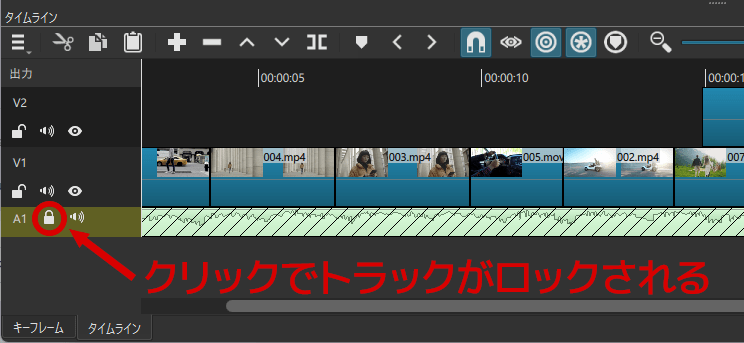 タイムライン
出力
00:00:05
00:00:10
00:00:1
V2
V1
004.mp4
003.mp4
005.mov
002.mp4
007
A1
クリックでトラックがロックされる
キーフレーム
タイムライン